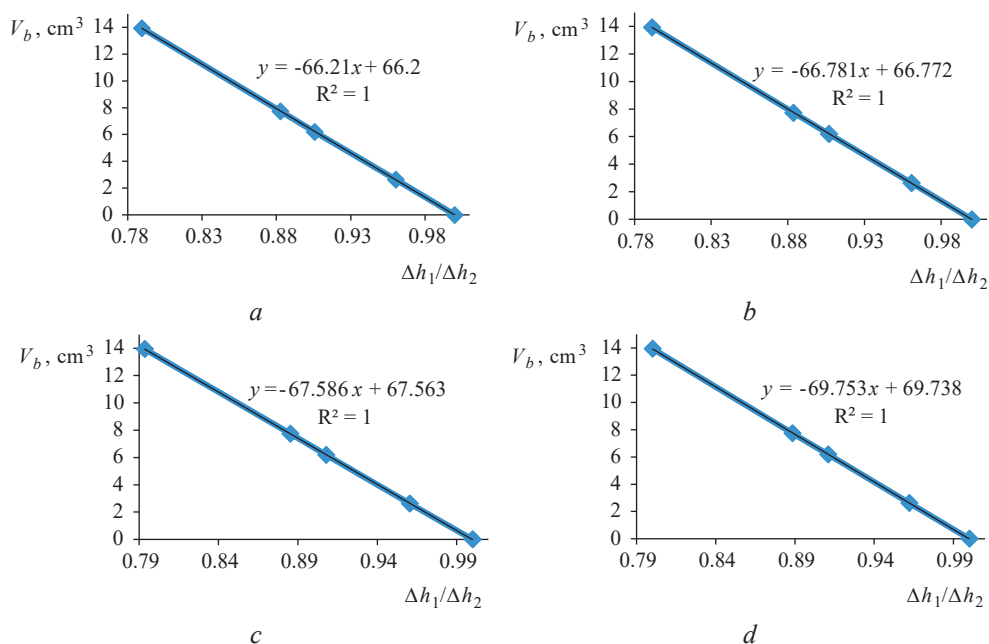 V_b, cm³
14
12
10
8
6
4
2
0
y = -66.21x + 66.2
R² = 1
0.78 0.83 0.88 0.93 0.98
Δh₁/Δh₂
a
V_b, cm³
14
12
10
8
6
4
2
0
y = -66.781x + 66.772
R² = 1
0.78 0.83 0.88 0.93 0.98
Δh₁/Δh₂
b
V_b, cm³
14
12
10
8
6
4
2
0
y =-67.586x + 67.563
R² = 1
0.79 0.84 0.89 0.94 0.99
Δh₁/Δh₂
c
V_b, cm³
14
12
10
8
6
4
2
0
y = -69.753x + 69.738
R² = 1
0.79 0.84 0.89 0.94 0.99
Δh₁/Δh₂
d